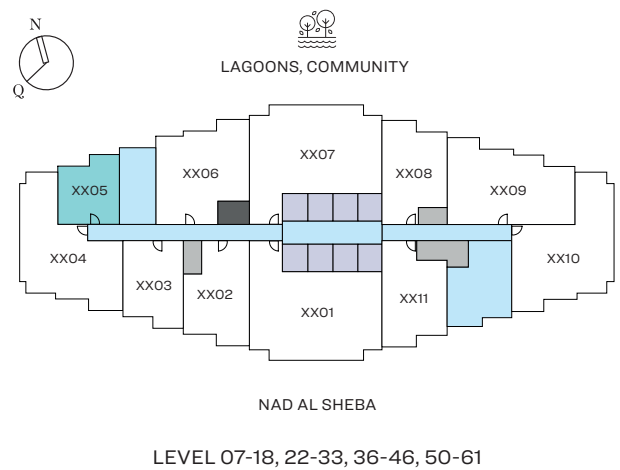 N
Q
LAGOONS, COMMUNITY
XX07
XX06
XX08
XX05
XX09
XX04
XX10
XX03
XX02
XX11
XX01
NAD AL SHEBA
LEVEL 07-18, 22-33, 36-46, 50-61